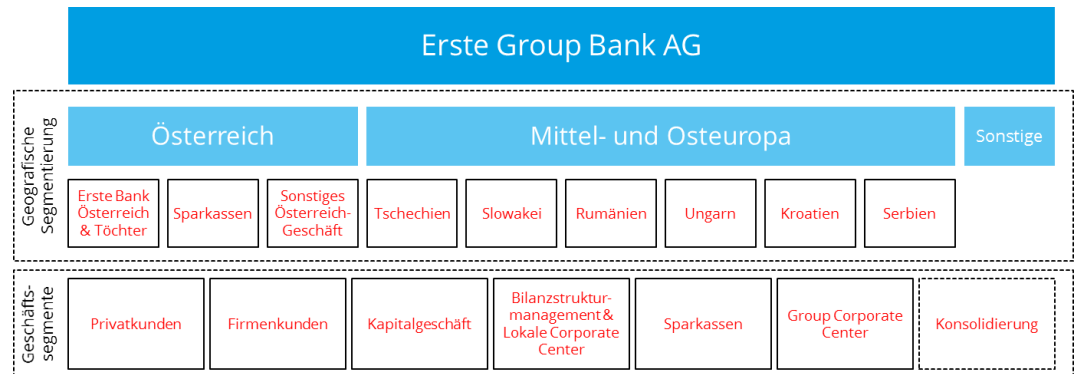 Erste Group Bank AG
Geografische
Segmentierung
Österreich
Mittel- und Osteuropa
Sonstige
Erste Bank
Österreich
& Töchter
Sparkassen
Sonstiges
Österreich-
Geschäft
Tschechien
Slowakei
Rumänien
Ungarn
Kroatien
Serbien
Geschäfts-
segmente
Privatkunden
Firmenkunden
Kapitalgeschäft
Bilanzstruktur-
management &
Lokale Corporate
Center
Sparkassen
Group Corporate
Center
Konsolidierung